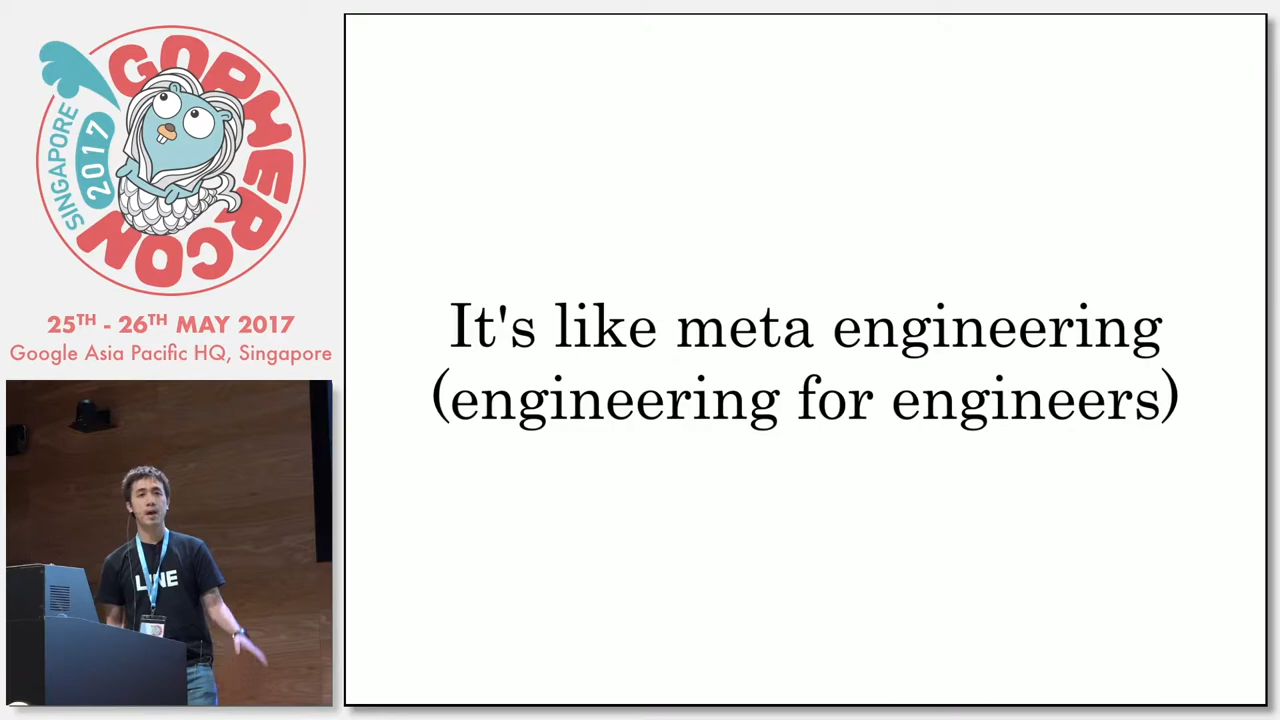 GOPHERCON
SINGAPORE
2017
25TH - 26TH MAY 2017
Google Asia Pacific HQ, Singapore
LINE
It's like meta engineering
(engineering for engineers)